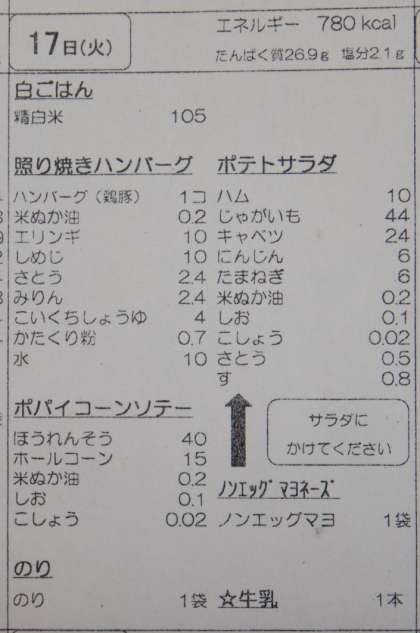 17日(火)
エネルギー 780 kcal
たんぱく質26.9g 塩分2.1g
白ごはん
精白米 105
照り焼きハンバーグ
ハンバーグ(鶏豚) 1コ
米ぬか油 0.2
エリンギ 10
しめじ 10
さとう 2.4
みりん 2.4
こいくちしょうゆ 4
かたくり粉 0.7
水 10
ポパイコーンソテー
ほうれんそう 40
ホールコーン 15
米ぬか油 0.2
しお 0.1
こしょう 0.02
のり
のり 1袋
ポテトサラダ
ハム 10
じゃがいも 44
キャベツ 24
にんじん 6
たまねぎ 6
米ぬか油 0.2
しお 0.1
こしょう 0.02
さとう 0.5
す 0.8
サラダに
かけてください
ノンエッグマヨネーズ
ノンエッグマヨ 1袋
☆牛乳 1本